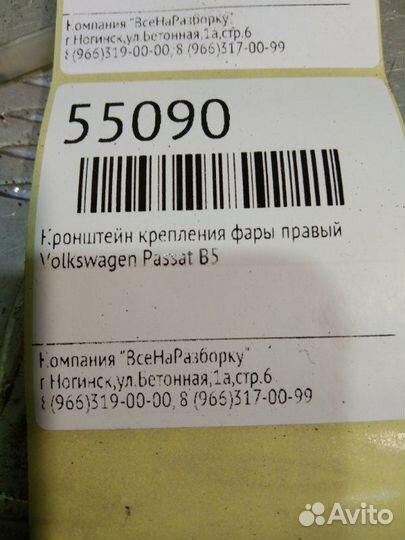 Компания "ВсеНаРазборку"
г.Ногинск,ул.Бетонная,1а,стр.6
8 (966)319-00-00, 8 (966)317-00-99
55090
Кронштейн крепления фары правый
Volkswagen Passat B5
Компания "ВсеНаРазборку"
г.Ногинск,ул.Бетонная,1а,стр.6
8 (966)319-00-00, 8 (966)317-00-99
Avito